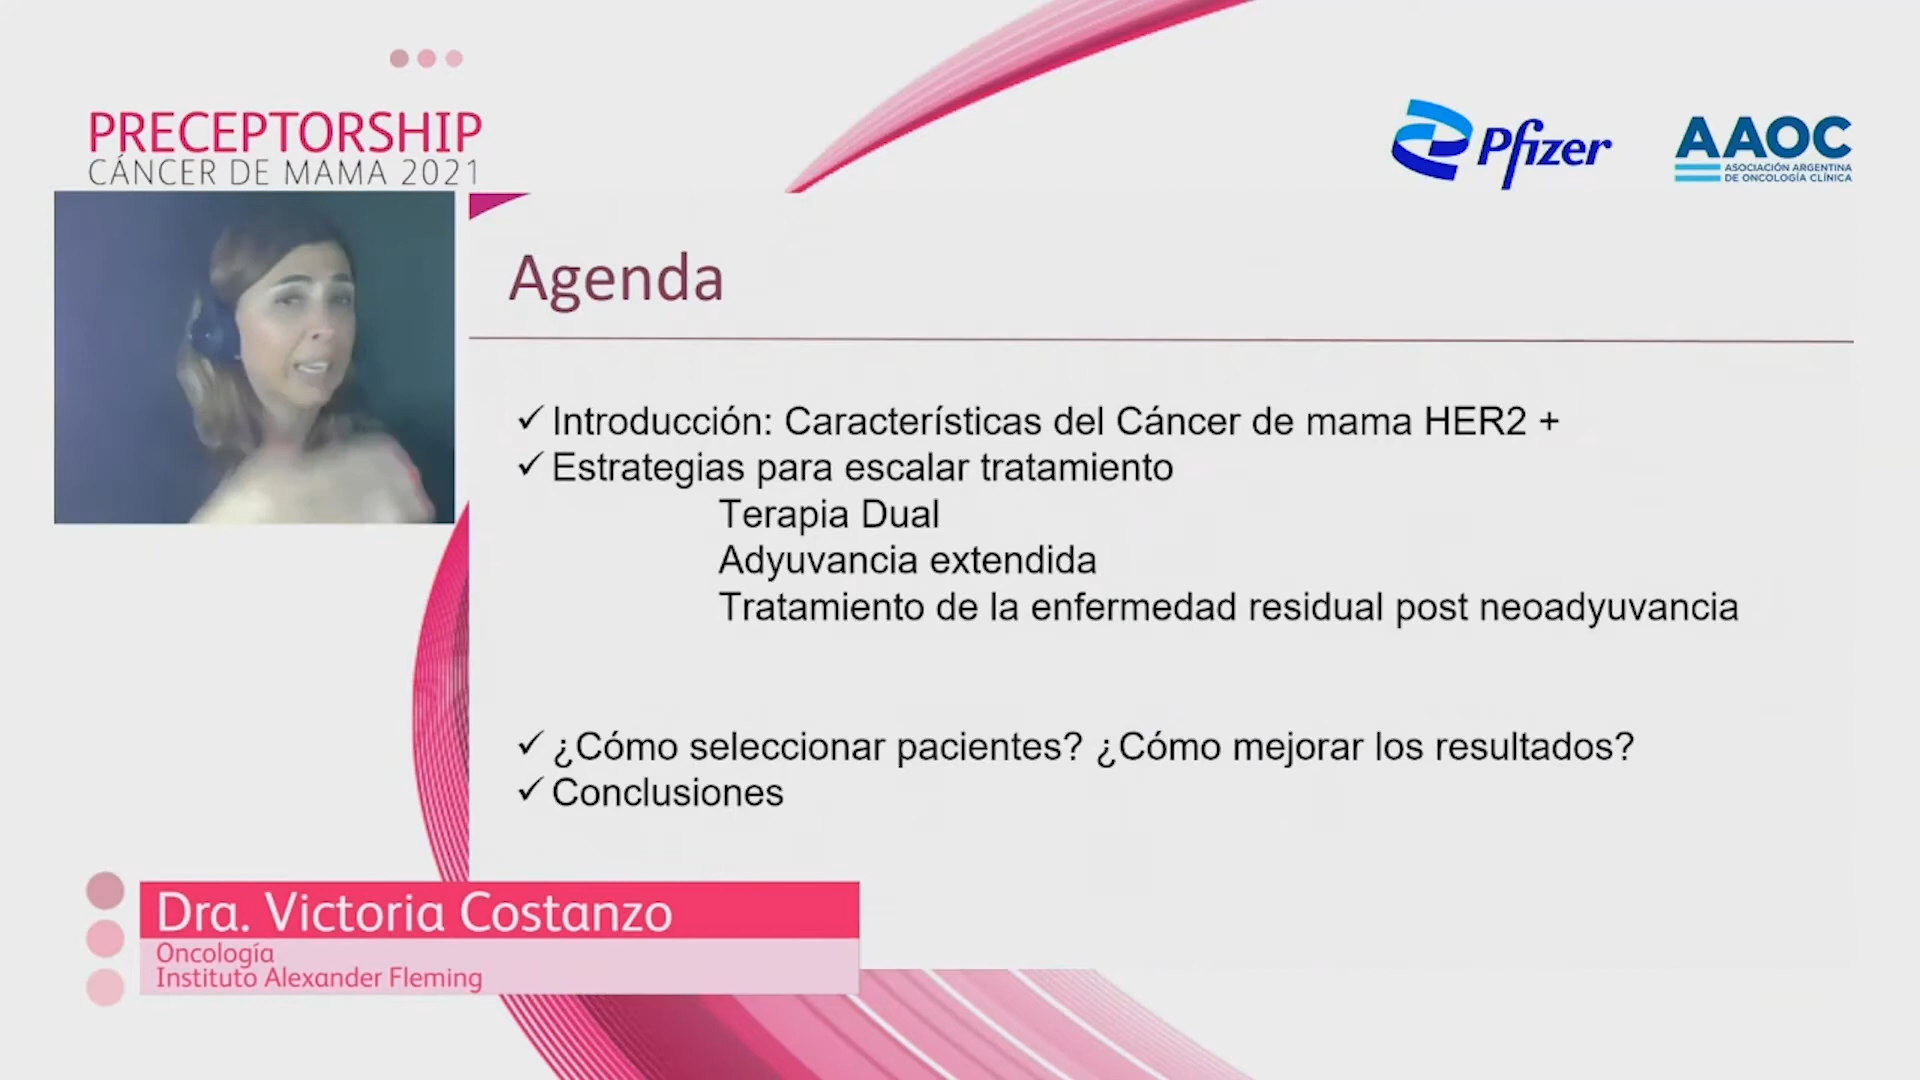 PRECEPTORSHIP
CÁNCER DE MAMA 2021
Pfizer
AAOC
ASOCIACIÓN ARGENTINA
DE ONCOLOGÍA CLÍNICA
Agenda
✓ Introducción: Características del Cáncer de mama HER2 +
✓ Estrategias para escalar tratamiento
Terapia Dual
Adyuvancia extendida
Tratamiento de la enfermedad residual post neoadyuvancia
✓ ¿Cómo seleccionar pacientes? ¿Cómo mejorar los resultados?
✓ Conclusiones
Dra. Victoria Costanzo
Oncología
Instituto Alexander Fleming